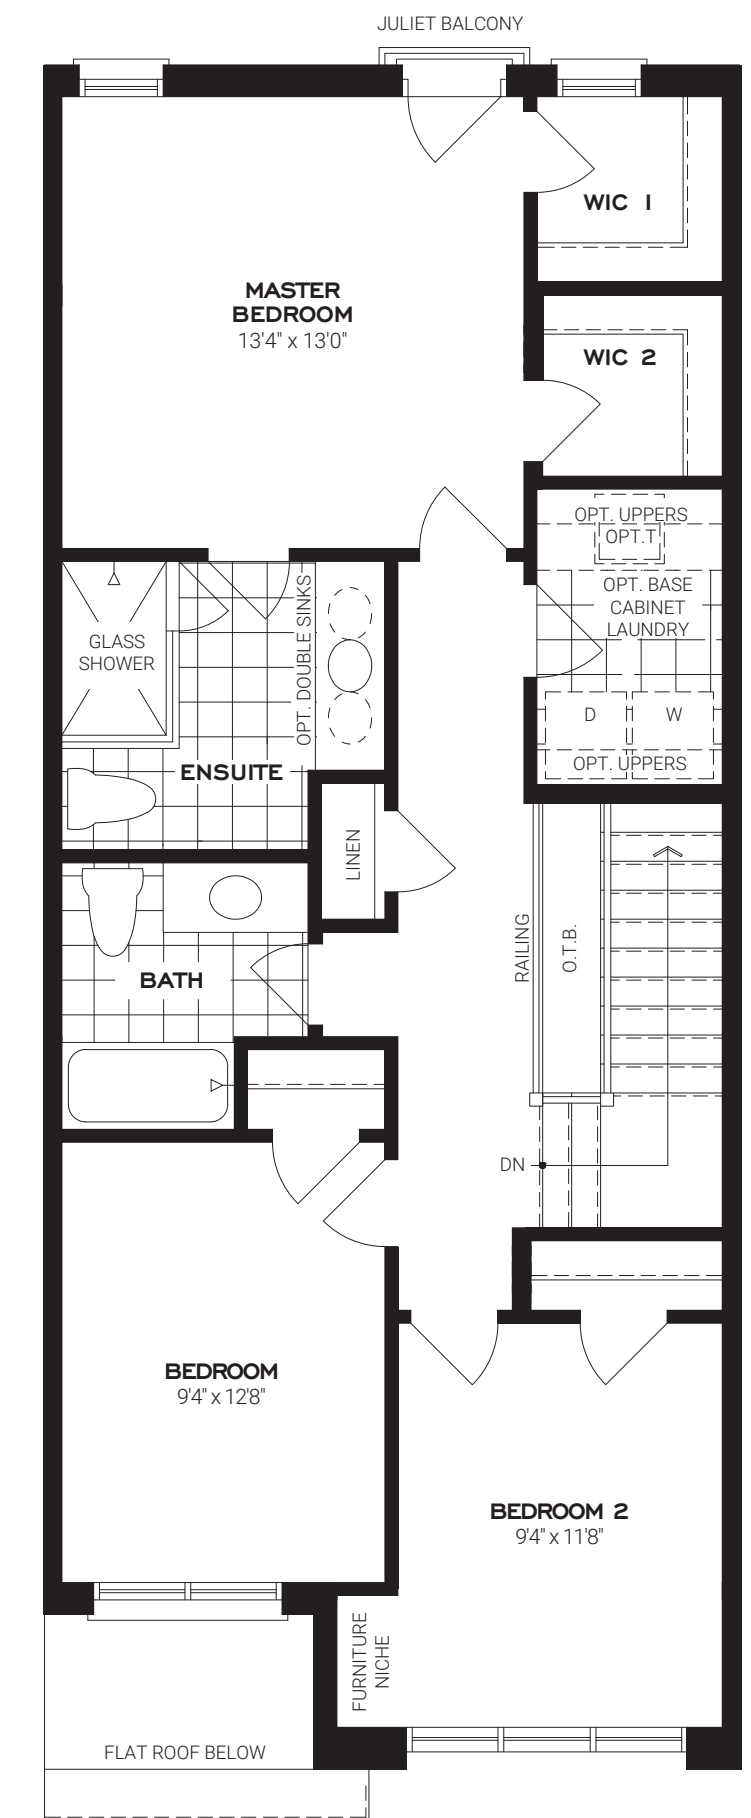 JULIET BALCONY
WIC 1
MASTER
BEDROOM
13'4" x 13'0"
WIC 2
OPT. UPPERS
OPT.T
OPT. BASE
CABINET
LAUNDRY
GLASS
SHOWER
OPT. DOUBLE SINKS
D
W
OPT. UPPERS
ENSUITE
LINEN
RAILING
O.T.B.
BATH
DN
BEDROOM
9'4" x 12'8"
BEDROOM 2
9'4" x 11'8"
FURNITURE
NICHE
FLAT ROOF BELOW